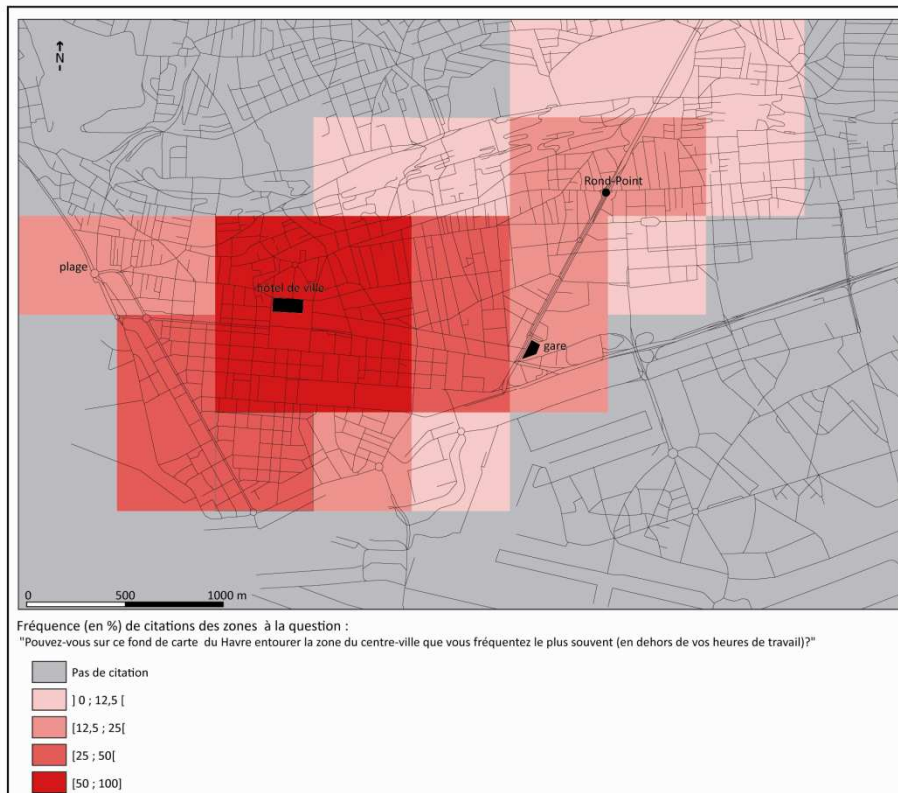 N
Rond-Point
plage
hôtel de ville
gare
0 500 1000 m
Fréquence (en %) de citations des zones à la question :
"Pouvez-vous sur ce fond de carte du Havre entourer la zone du centre-ville que vous fréquentez le plus souvent (en dehors de vos heures de travail)?"
Pas de citation
] 0 ; 12,5 [
[12,5 ; 25[
[25 ; 50[
[50 ; 100]